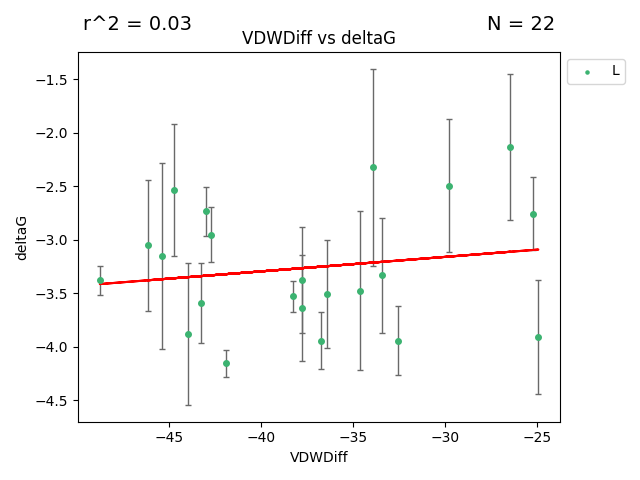 r^2 = 0.03
N = 22
VDWDiff vs deltaG
L
−1.5
−2.0
−2.5
−3.0
−3.5
−4.0
−4.5
deltaG
−45
−40
−35
−30
−25
VDWDiff